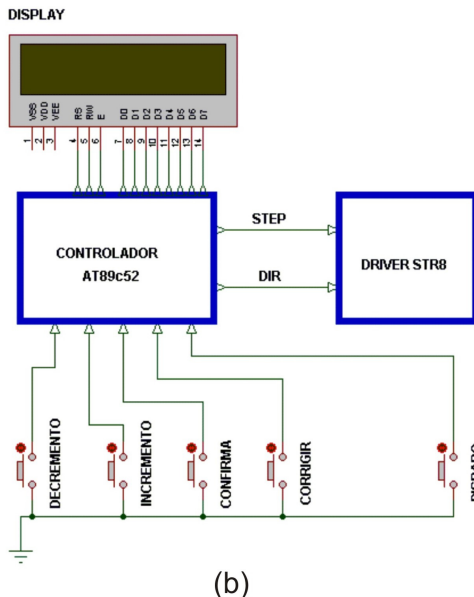 DISPLAY
VSS VDD VEE RS RW E D0 D1 D2 D3 D4 D5 D6 D7
1 2 3 4 5 6 7 8 9 10 11 12 13 14
CONTROLADOR
AT89c52
STEP
DIR
DRIVER STR8
DECREMENTO
INCREMENTO
CONFIRMA
CORRIGIR
(b)